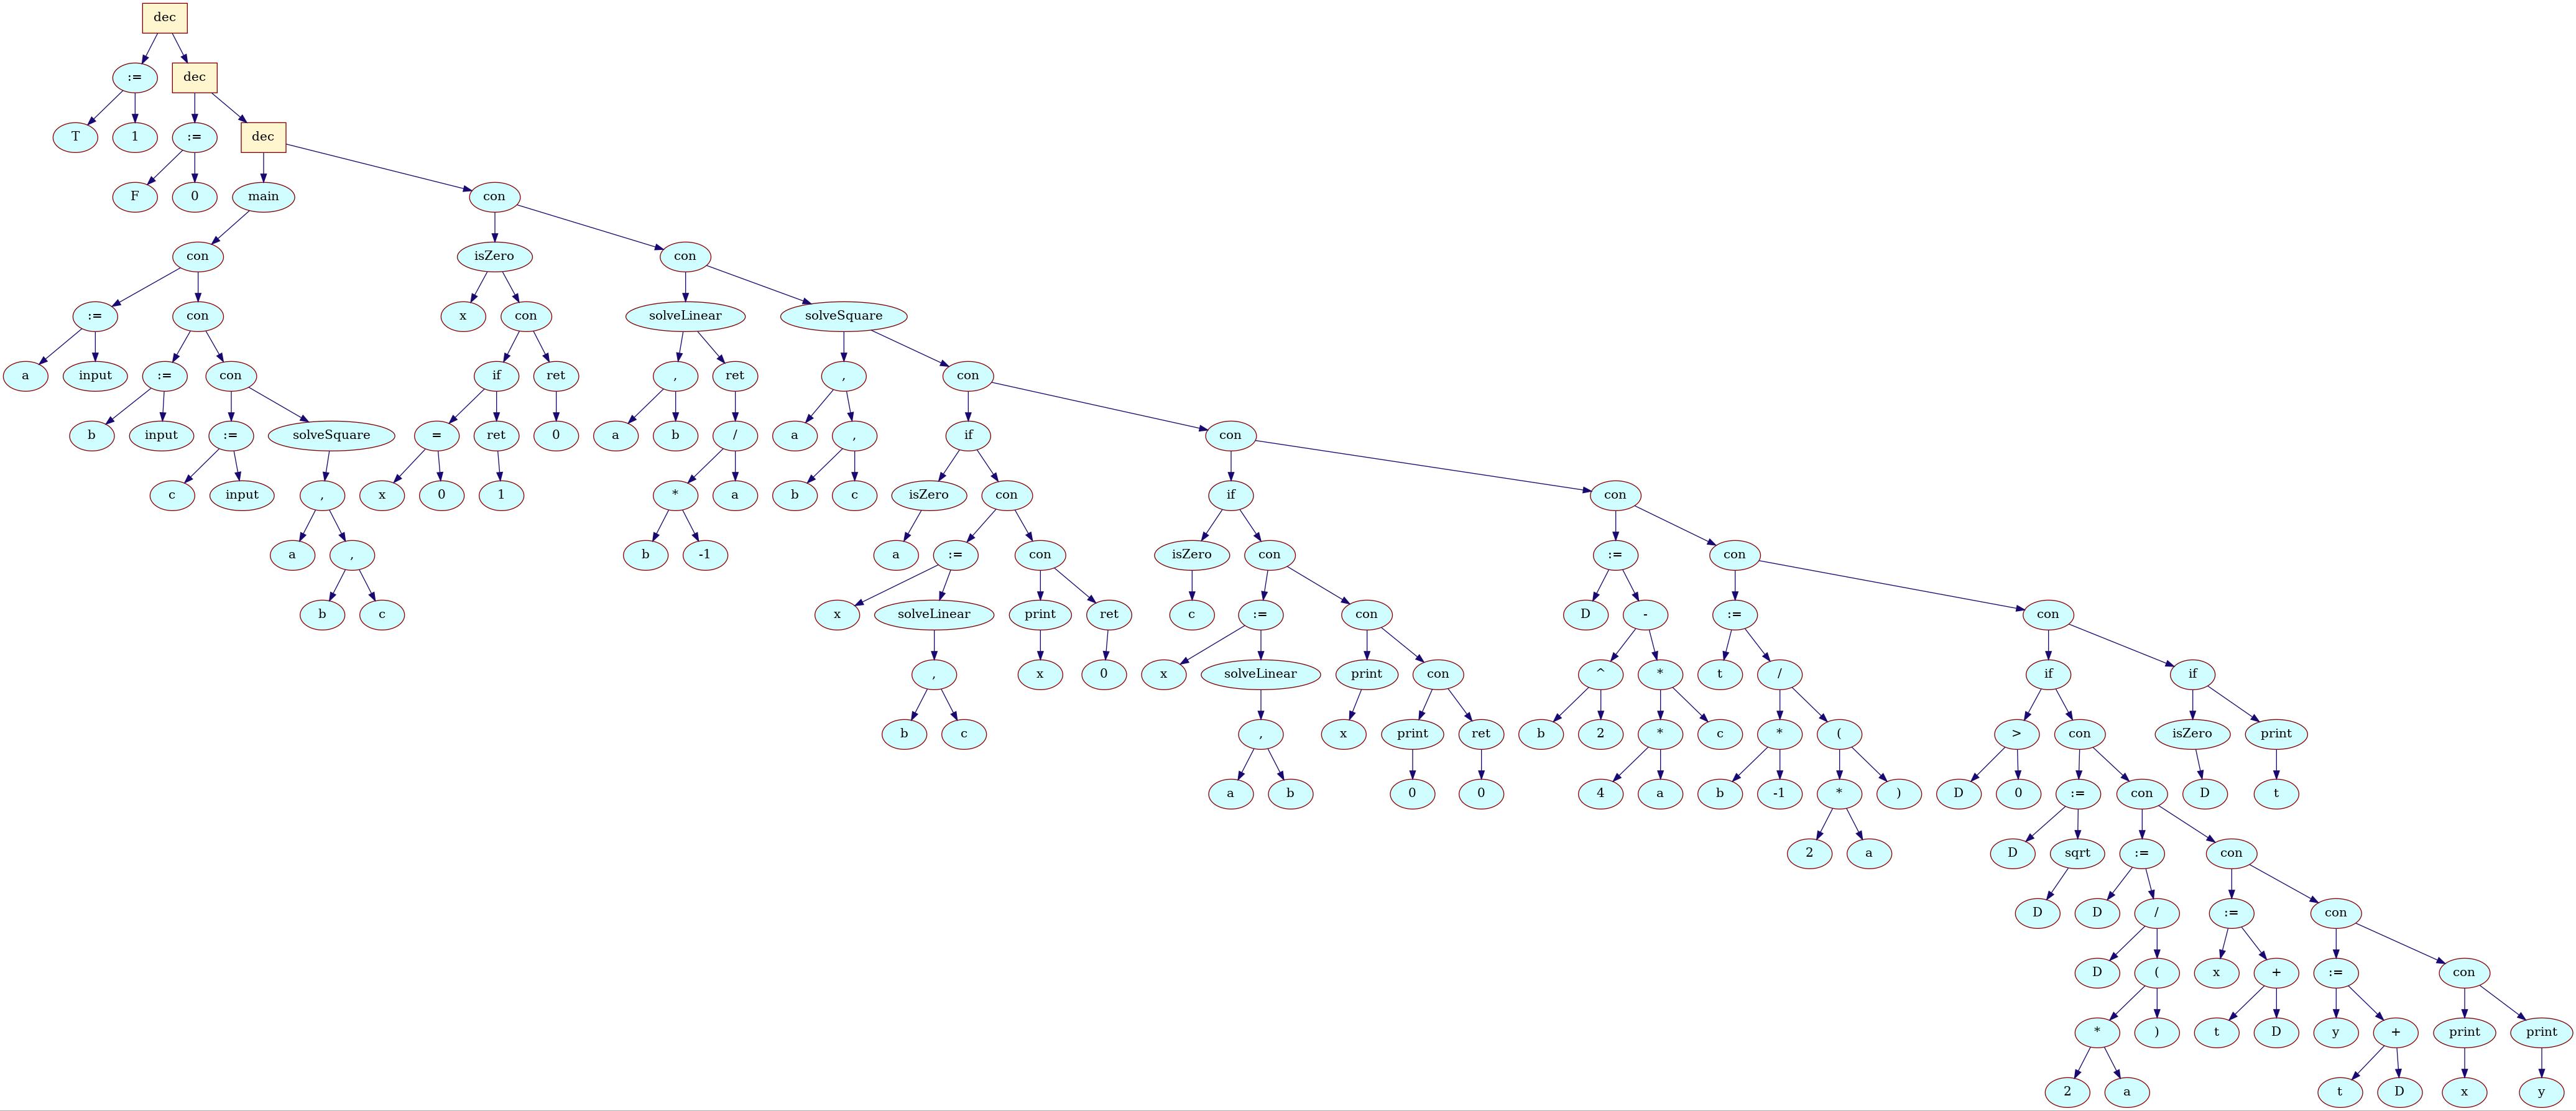 dec
:= dec
T 1 := dec
F 0 main con
con isZero con
:= con x con solveLinear solveSquare
a input := con if ret , ret , con
b input := solveSquare = ret 0 a b / a , if con
c input , x 0 1 * a b c isZero con if con
a , b -1 a := con isZero con := con
b c x solveLinear print ret c := con D - := con
, x 0 x solveLinear print con ^ * t / if if
b c , x print ret b 2 * c * ( > con isZero print
a b 0 0 4 a b -1 * ) D 0 := con D t
2 a D sqrt := con
D D / := con
D ( x + := con
* ) t D y + print print
2 a t D x y